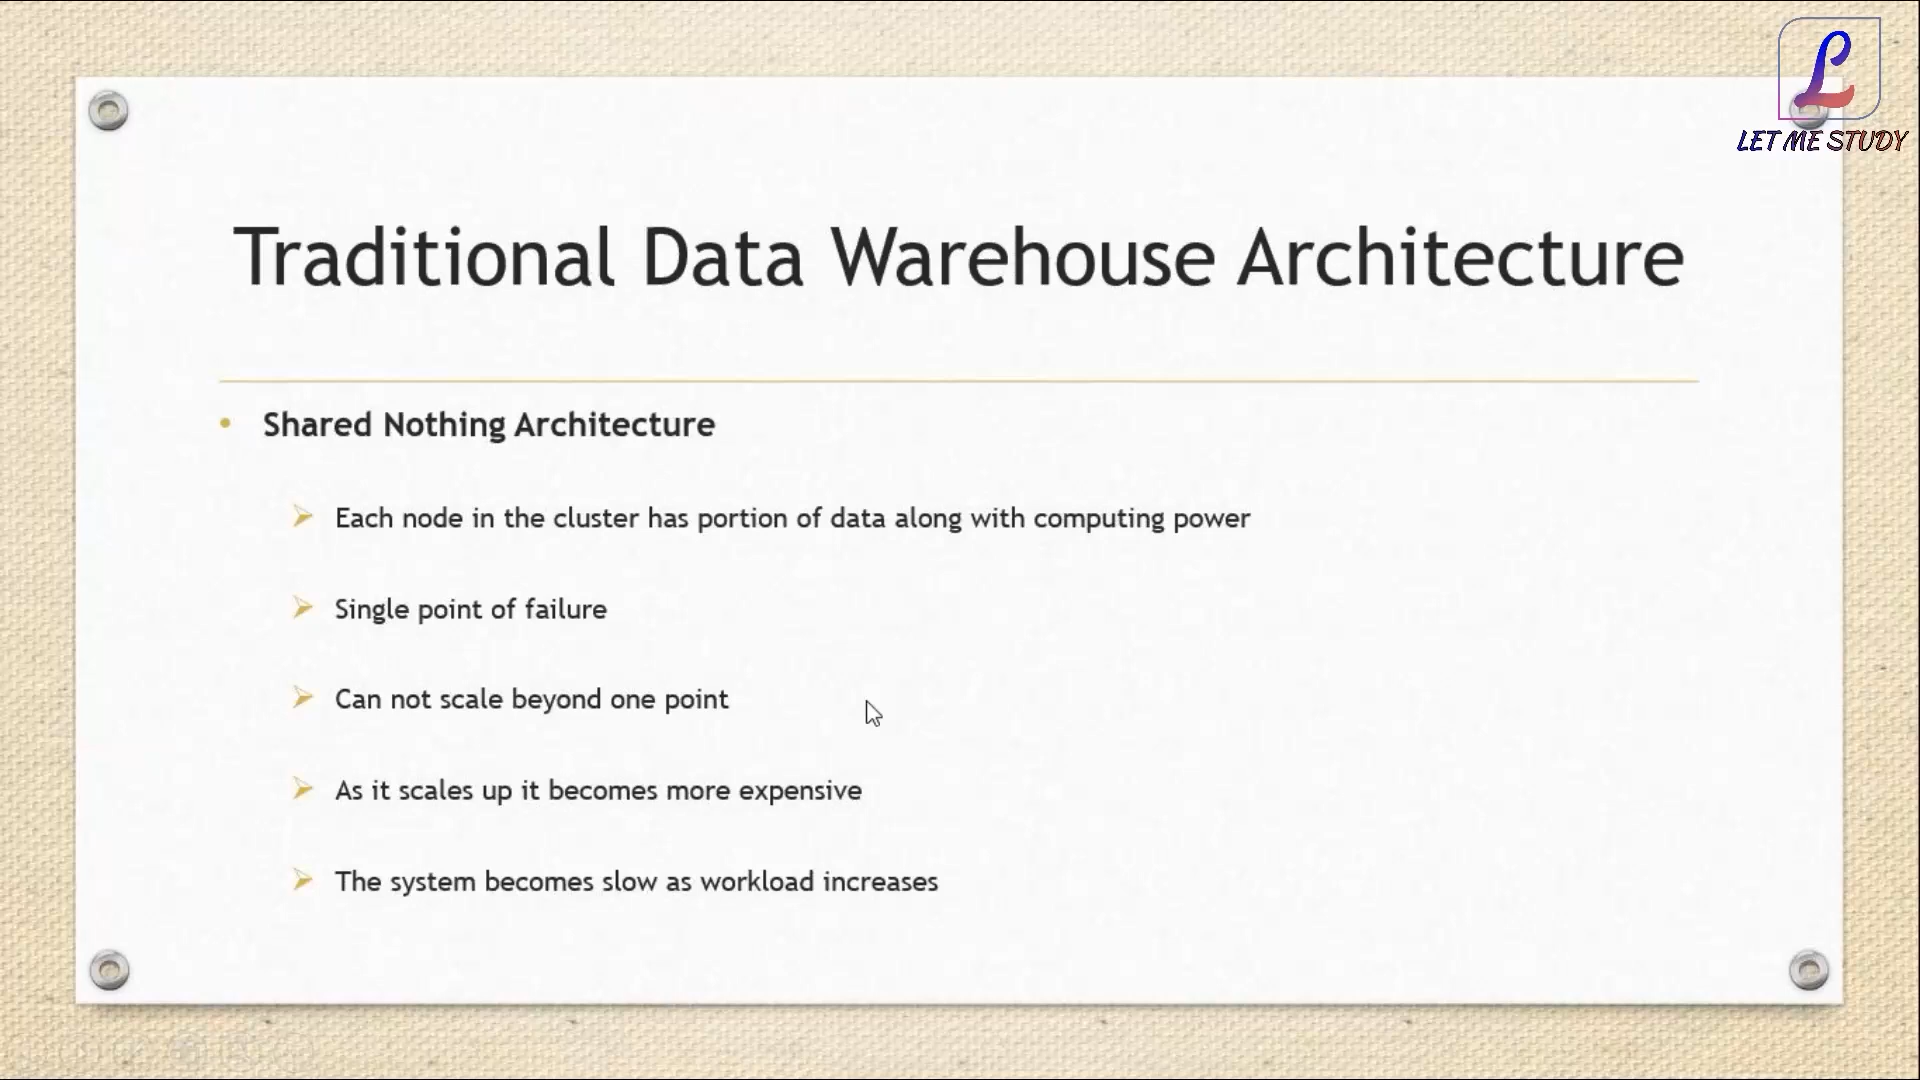 L
LET ME STUDY
Traditional Data Warehouse Architecture
• Shared Nothing Architecture
➢ Each node in the cluster has portion of data along with computing power
➢ Single point of failure
➢ Can not scale beyond one point
➢ As it scales up it becomes more expensive
➢ The system becomes slow as workload increases